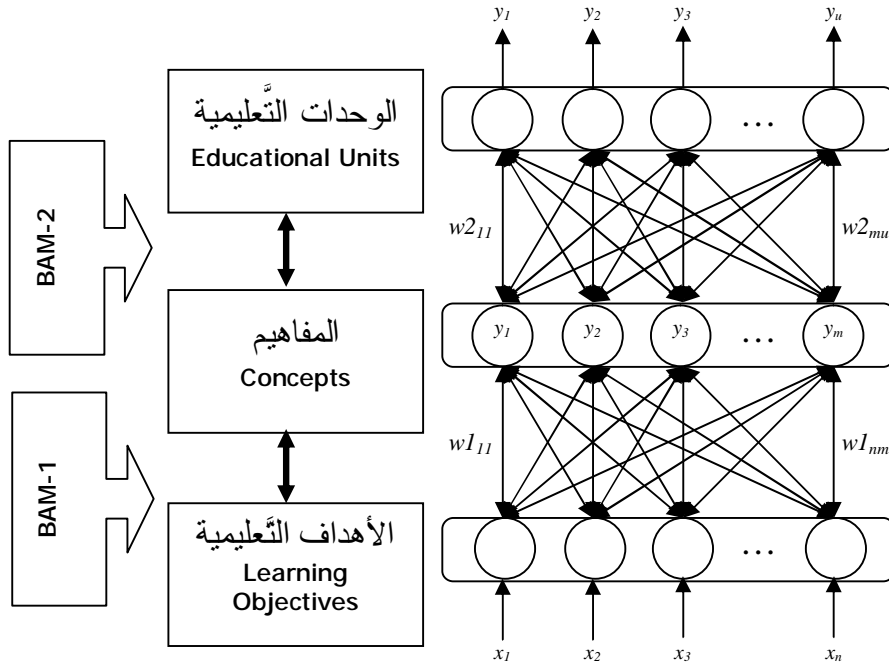 y1 y2 y3 yu
الوحدات التَّعليمية
Educational Units
...
BAM-2
w211 w2mu
المفاهيم
Concepts
y1 y2 y3 ... ym
BAM-1
w111 w1nm
الأهداف التَّعليمية
Learning
Objectives
...
x1 x2 x3 xn